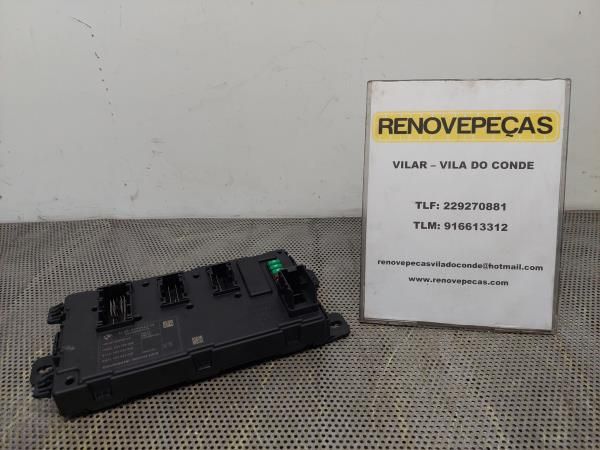 RENOVEPEÇAS
VILAR – VILA DO CONDE
TLF: 229270881
TLM: 916613312
renovepecasviladoconde@hotmail.com
www.renovepecas.com